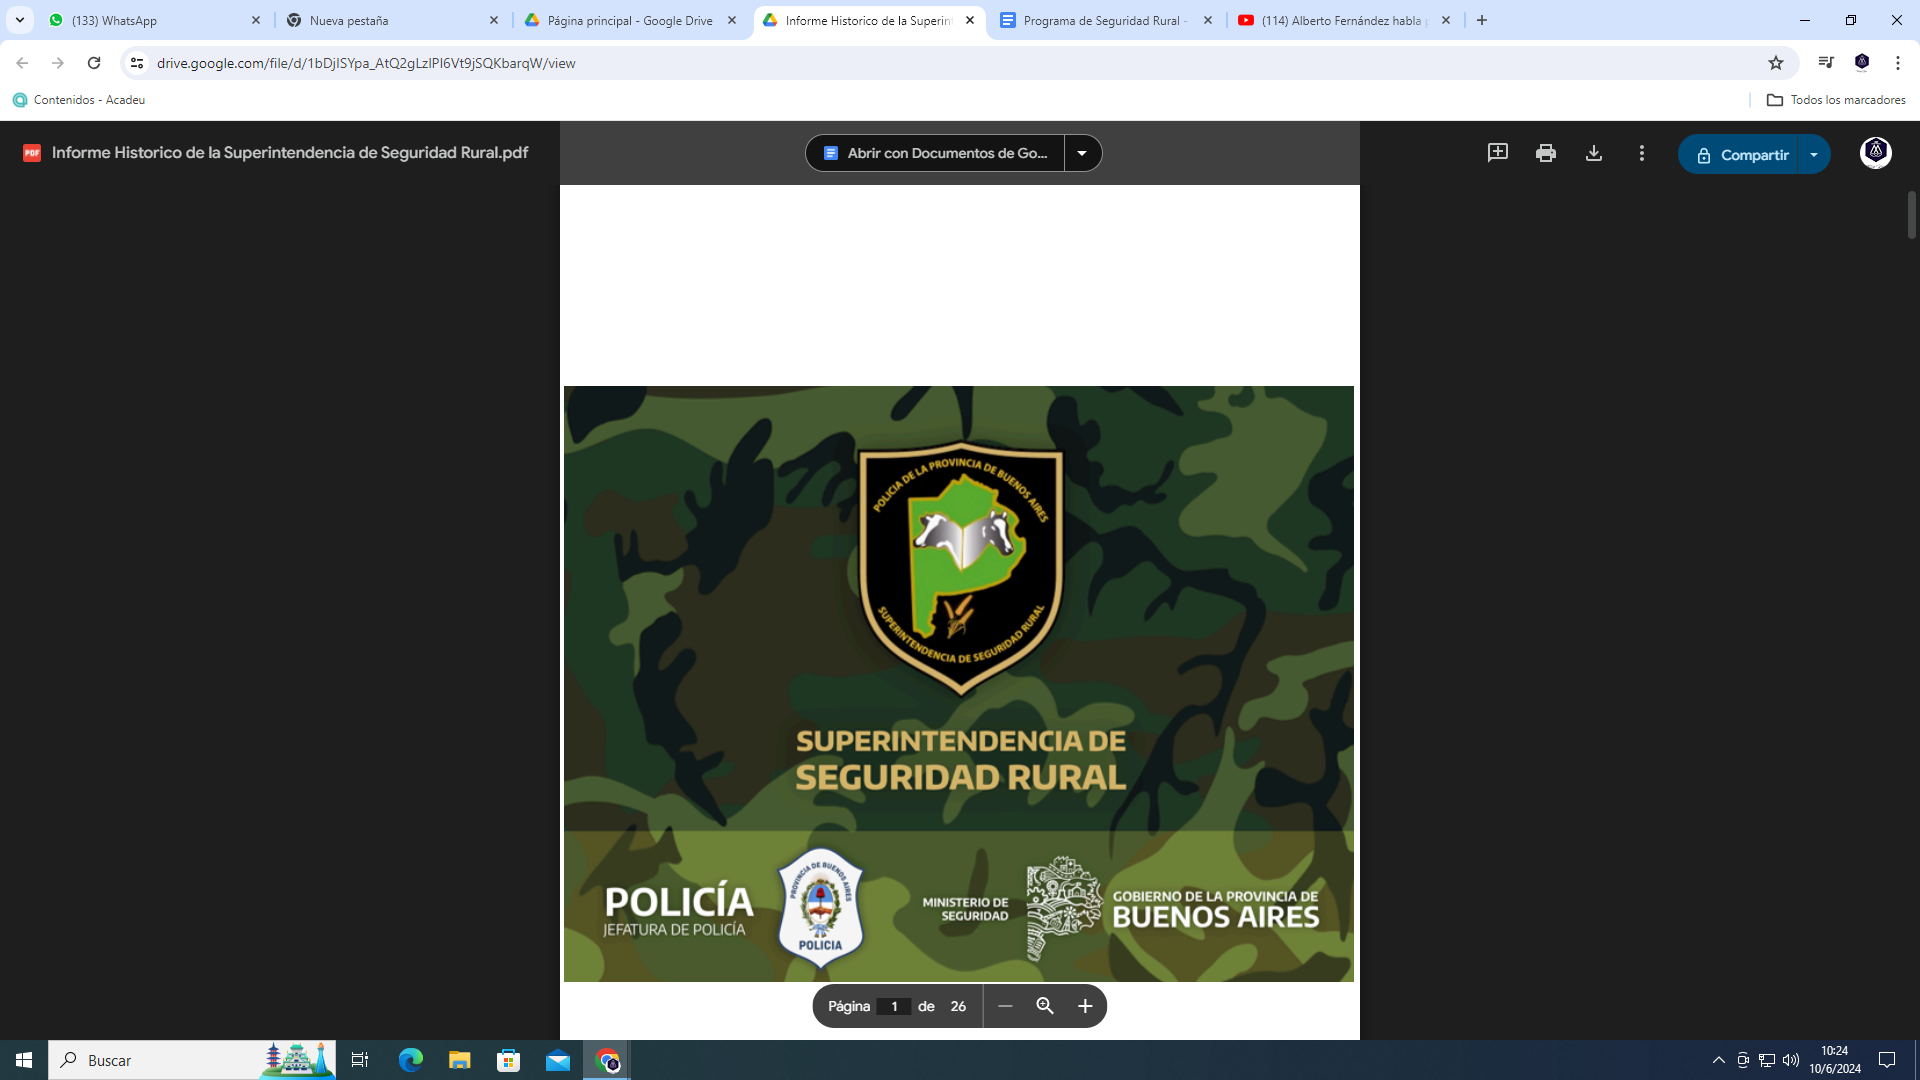 (133) WhatsApp
Nueva pestaña
Página principal - Google Drive
Informe Historico de la Superin
Programa de Seguridad Rural -
(114) Alberto Fernández habla
drive.google.com/file/d/1bDjlSYpa_AtQ2gLzlPl6Vt9jSQKbarqW/view
Contenidos - Acadeu
Todos los marcadores
PDF
Informe Historico de la Superintendencia de Seguridad Rural.pdf
Abrir con Documentos de Go...
Compartir
POLICIA DE LA PROVINCIA DE BUENOS AIRES
SUPERINTENDENCIA DE SEGURIDAD RURAL
SUPERINTENDENCIA DE
SEGURIDAD RURAL
POLICÍA
JEFATURA DE POLICÍA
PROVINCIA DE BUENOS AIRES
POLICIA
MINISTERIO DE
SEGURIDAD
GOBIERNO DE LA PROVINCIA DE
BUENOS AIRES
Página 1 de 26
Buscar
10:24
10/6/2024